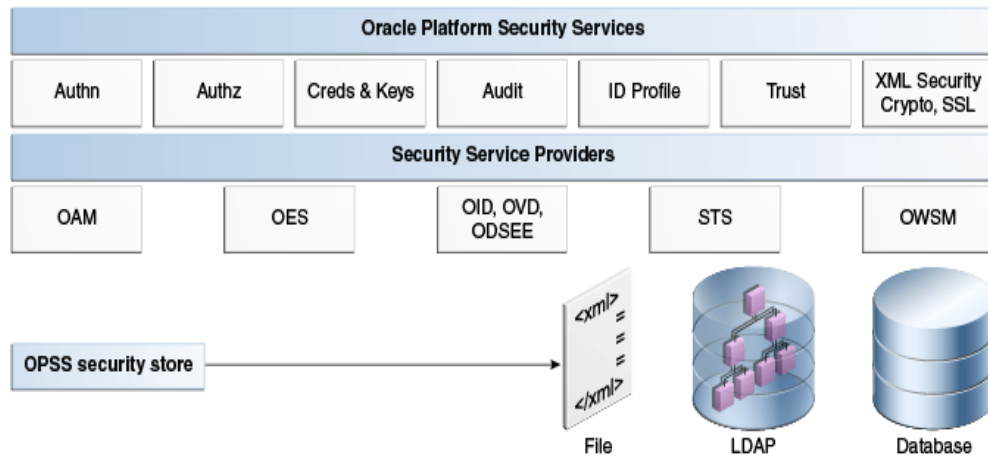 Oracle Platform Security Services
Authn
Authz
Creds & Keys
Audit
ID Profile
Trust
XML Security
Crypto, SSL
Security Service Providers
OAM
OES
OID, OVD,
ODSEE
STS
OWSM
OPSS security store
<xml>
=
=
=
</xml>
File
LDAP
Database